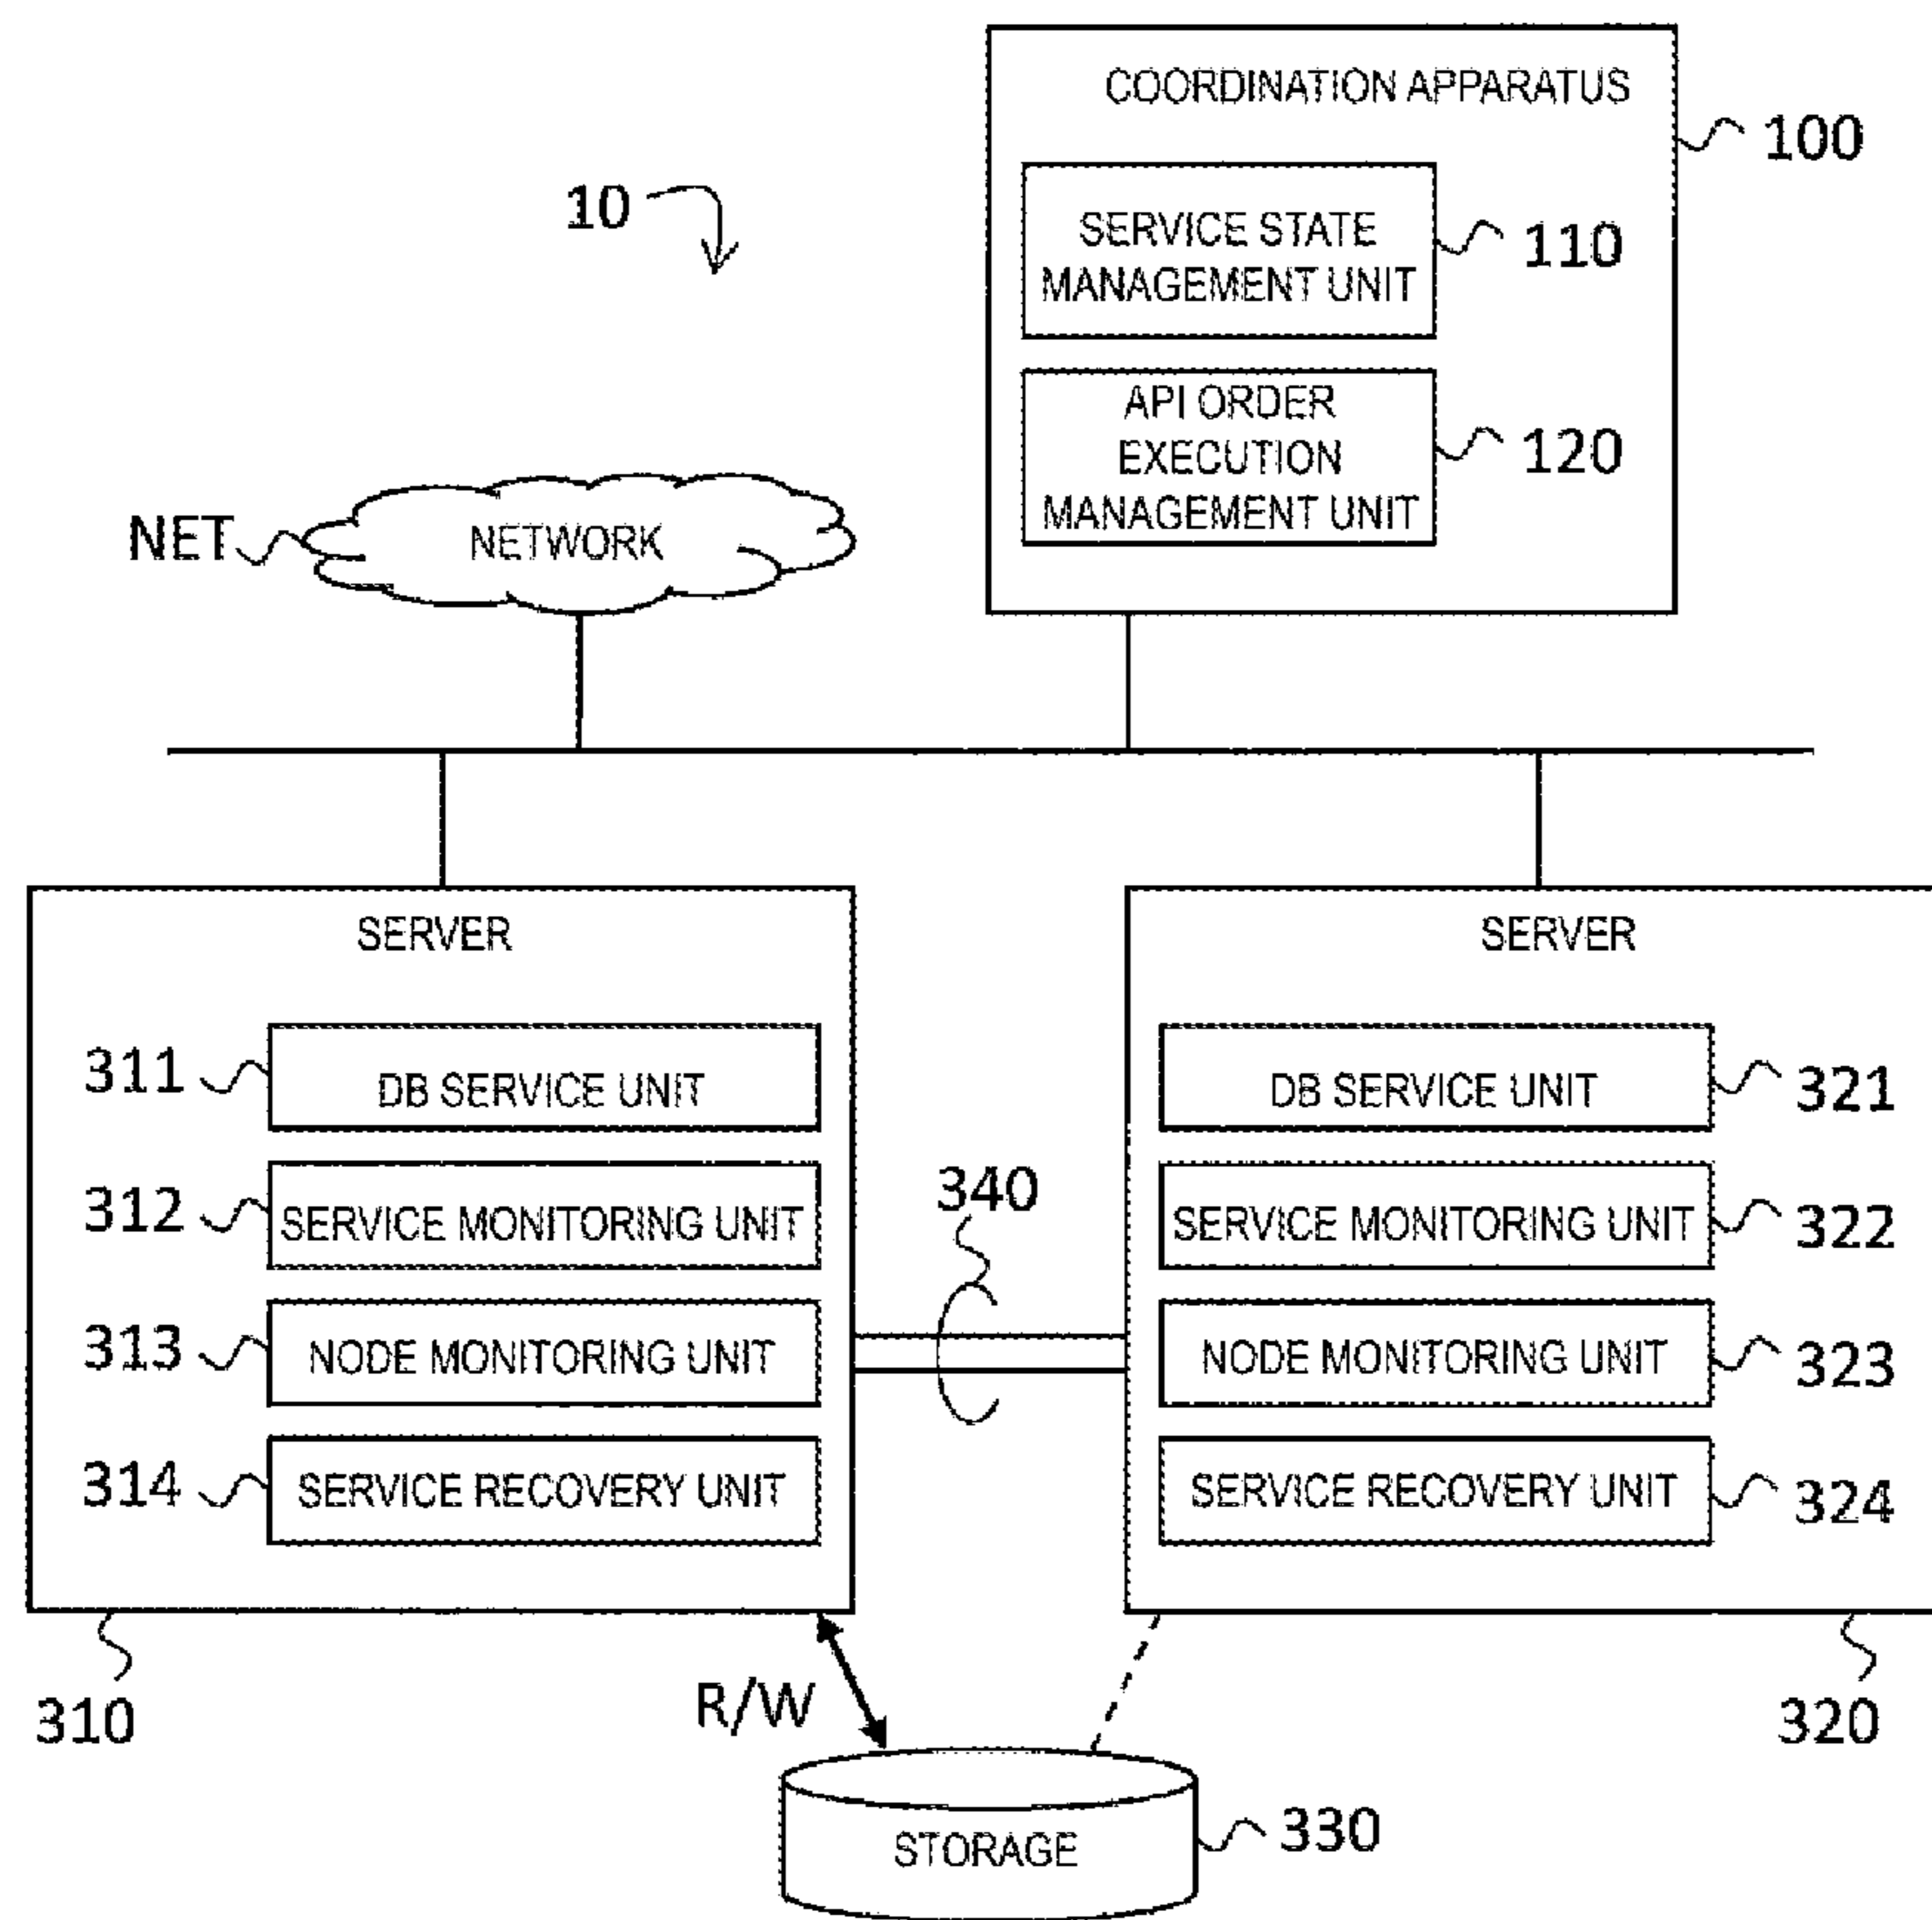 COORDINATION APPARATUS
100
10
SERVICE STATE
MANAGEMENT UNIT
110
API ORDER
EXECUTION
MANAGEMENT UNIT
120
NET
NETWORK
SERVER
311
DB SERVICE UNIT
312
SERVICE MONITORING UNIT
313
NODE MONITORING UNIT
314
SERVICE RECOVERY UNIT
310
340
SERVER
DB SERVICE UNIT
321
SERVICE MONITORING UNIT
322
NODE MONITORING UNIT
323
SERVICE RECOVERY UNIT
324
320
R/W
STORAGE
330